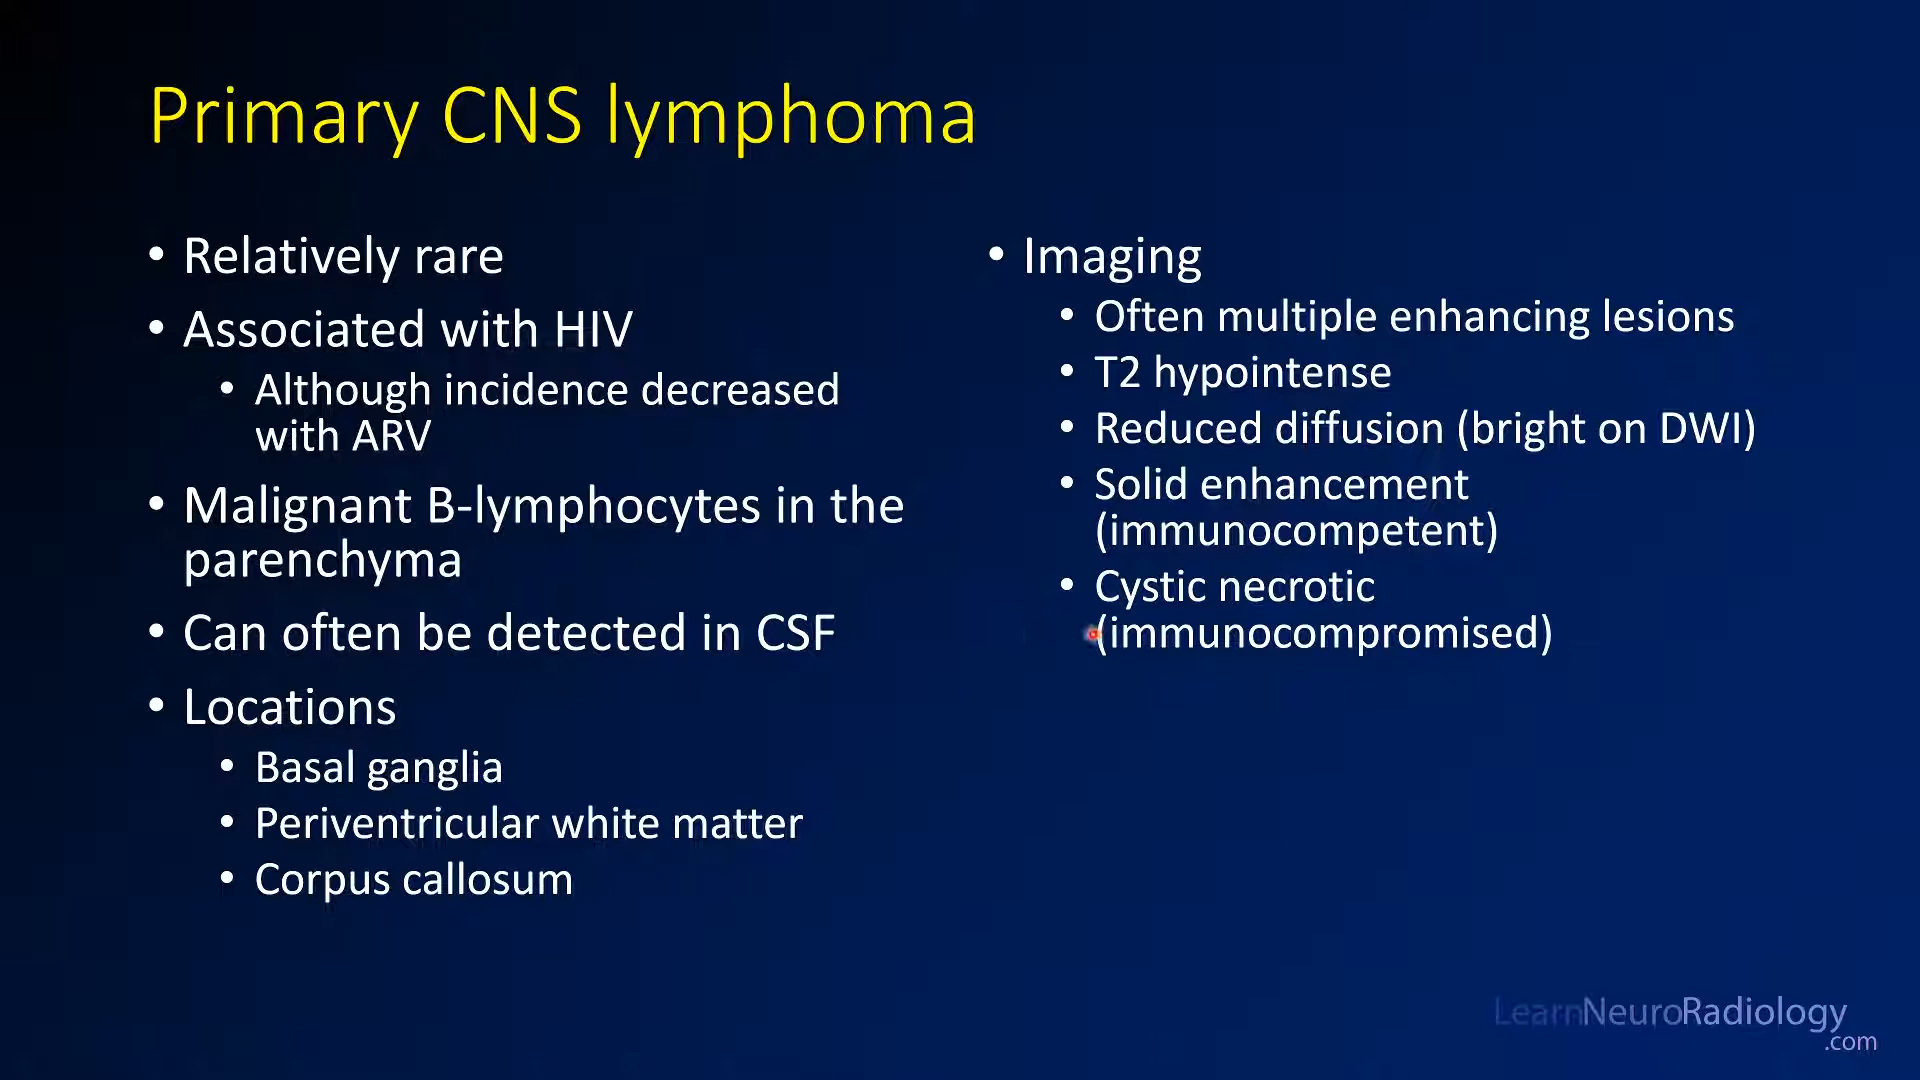 Primary CNS lymphoma
• Relatively rare
• Associated with HIV
• Although incidence decreased
with ARV
• Malignant B-lymphocytes in the
parenchyma
• Can often be detected in CSF
• Locations
• Basal ganglia
• Periventricular white matter
• Corpus callosum
• Imaging
• Often multiple enhancing lesions
• T2 hypointense
• Reduced diffusion (bright on DWI)
• Solid enhancement
(immunocompetent)
• Cystic necrotic
(immunocompromised)
LearnNeuroRadiology
.com